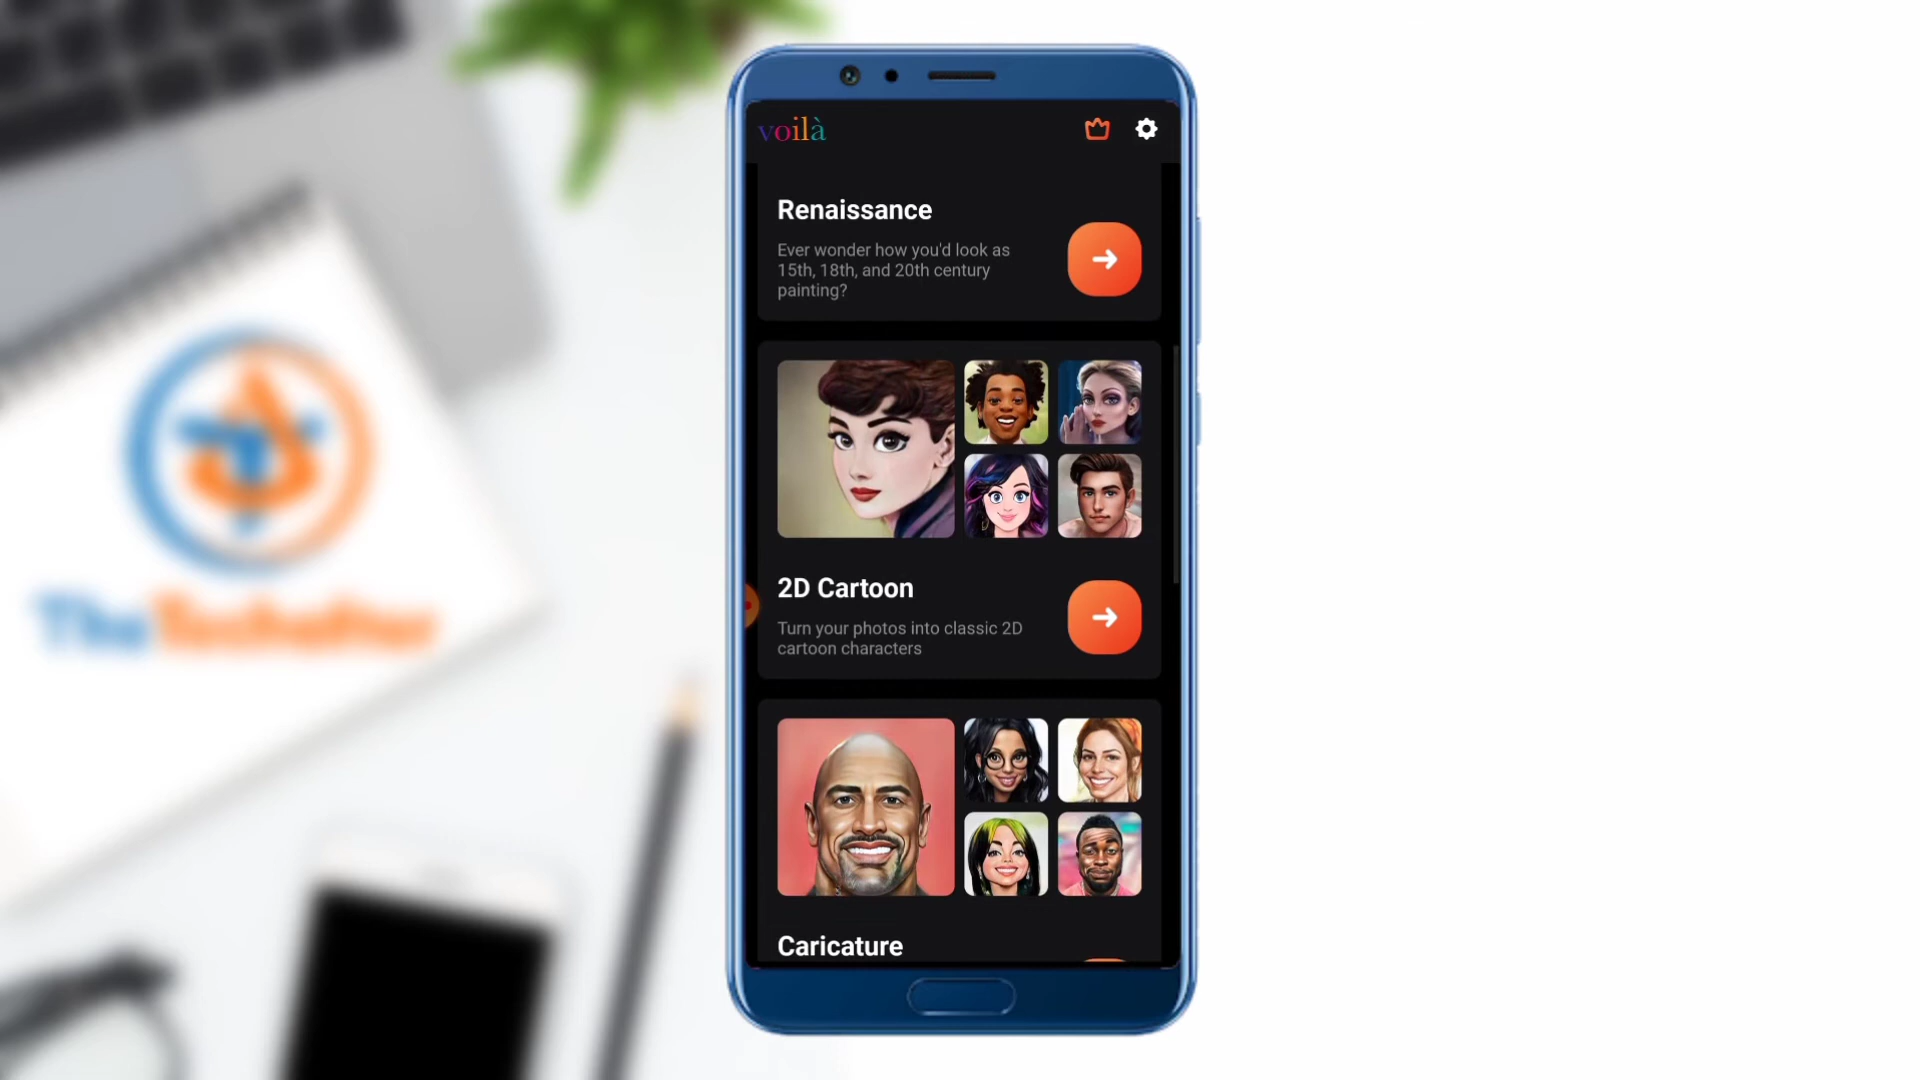 voilà
Renaissance
Ever wonder how you'd look as
15th, 18th, and 20th century
painting?
2D Cartoon
Turn your photos into classic 2D
cartoon characters
Caricature